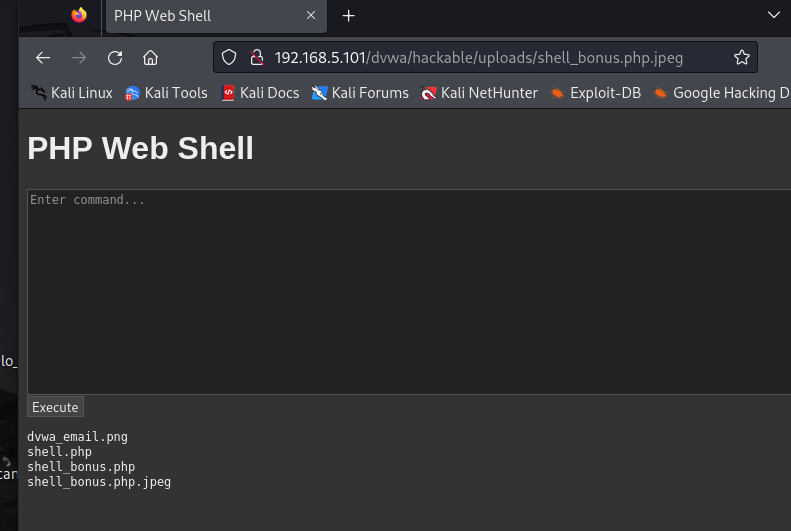 PHP Web Shell
192.168.5.101/dvwa/hackable/uploads/shell_bonus.php.jpeg
Kali Linux Kali Tools Kali Docs Kali Forums Kali NetHunter Exploit-DB Google Hacking D
PHP Web Shell
Enter command...
lo_
Execute
dvwa_email.png
shell.php
shell_bonus.php
can
shell_bonus.php.jpeg